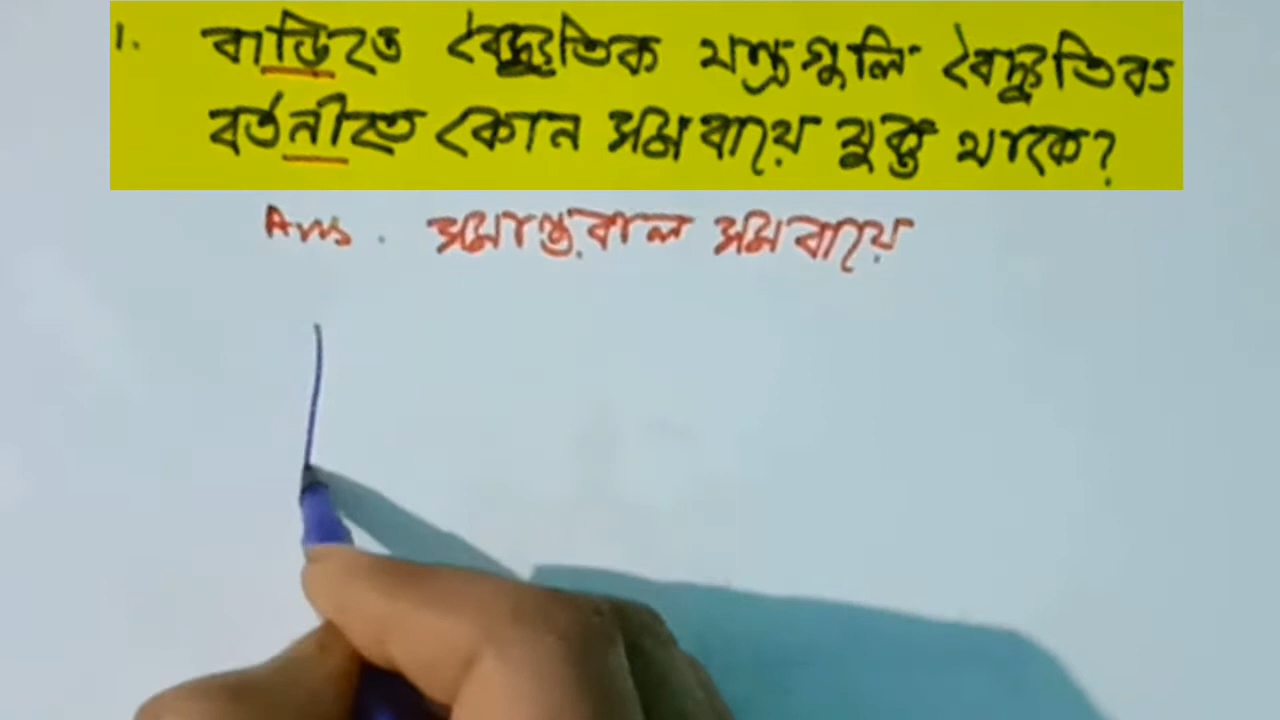 1. বাড়িতে বৈদ্যুতিক যন্ত্রগুলি বৈদ্যুতিক
বর্তনীতে কোন সমবায়ে যুক্ত থাকে?
Ans. সমান্তরাল সমবায়ে